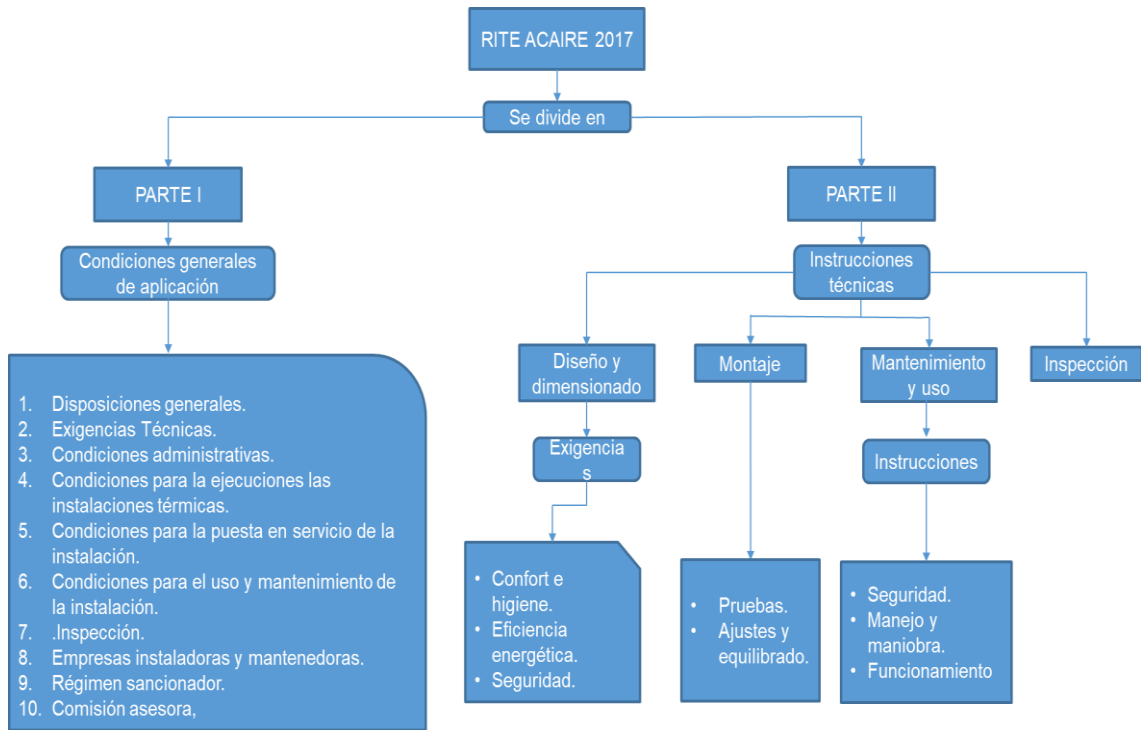 RITE ACAIRE 2017
Se divide en
PARTE I
Condiciones generales
de aplicación
1. Disposiciones generales.
2. Exigencias Técnicas.
3. Condiciones administrativas.
4. Condiciones para la ejecuciones las
instalaciones térmicas.
5. Condiciones para la puesta en servicio de la
instalación.
6. Condiciones para el uso y mantenimiento de
la instalación.
7. .Inspección.
8. Empresas instaladoras y mantenedoras.
9. Régimen sancionador.
10. Comisión asesora,
PARTE II
Instrucciones
técnicas
Diseño y
dimensionado
Exigencia
s
• Confort e
higiene.
• Eficiencia
energética.
• Seguridad.
Montaje
• Pruebas.
• Ajustes y
equilibrado.
Mantenimiento
y uso
Instrucciones
• Seguridad.
• Manejo y
maniobra.
• Funcionamiento
Inspección